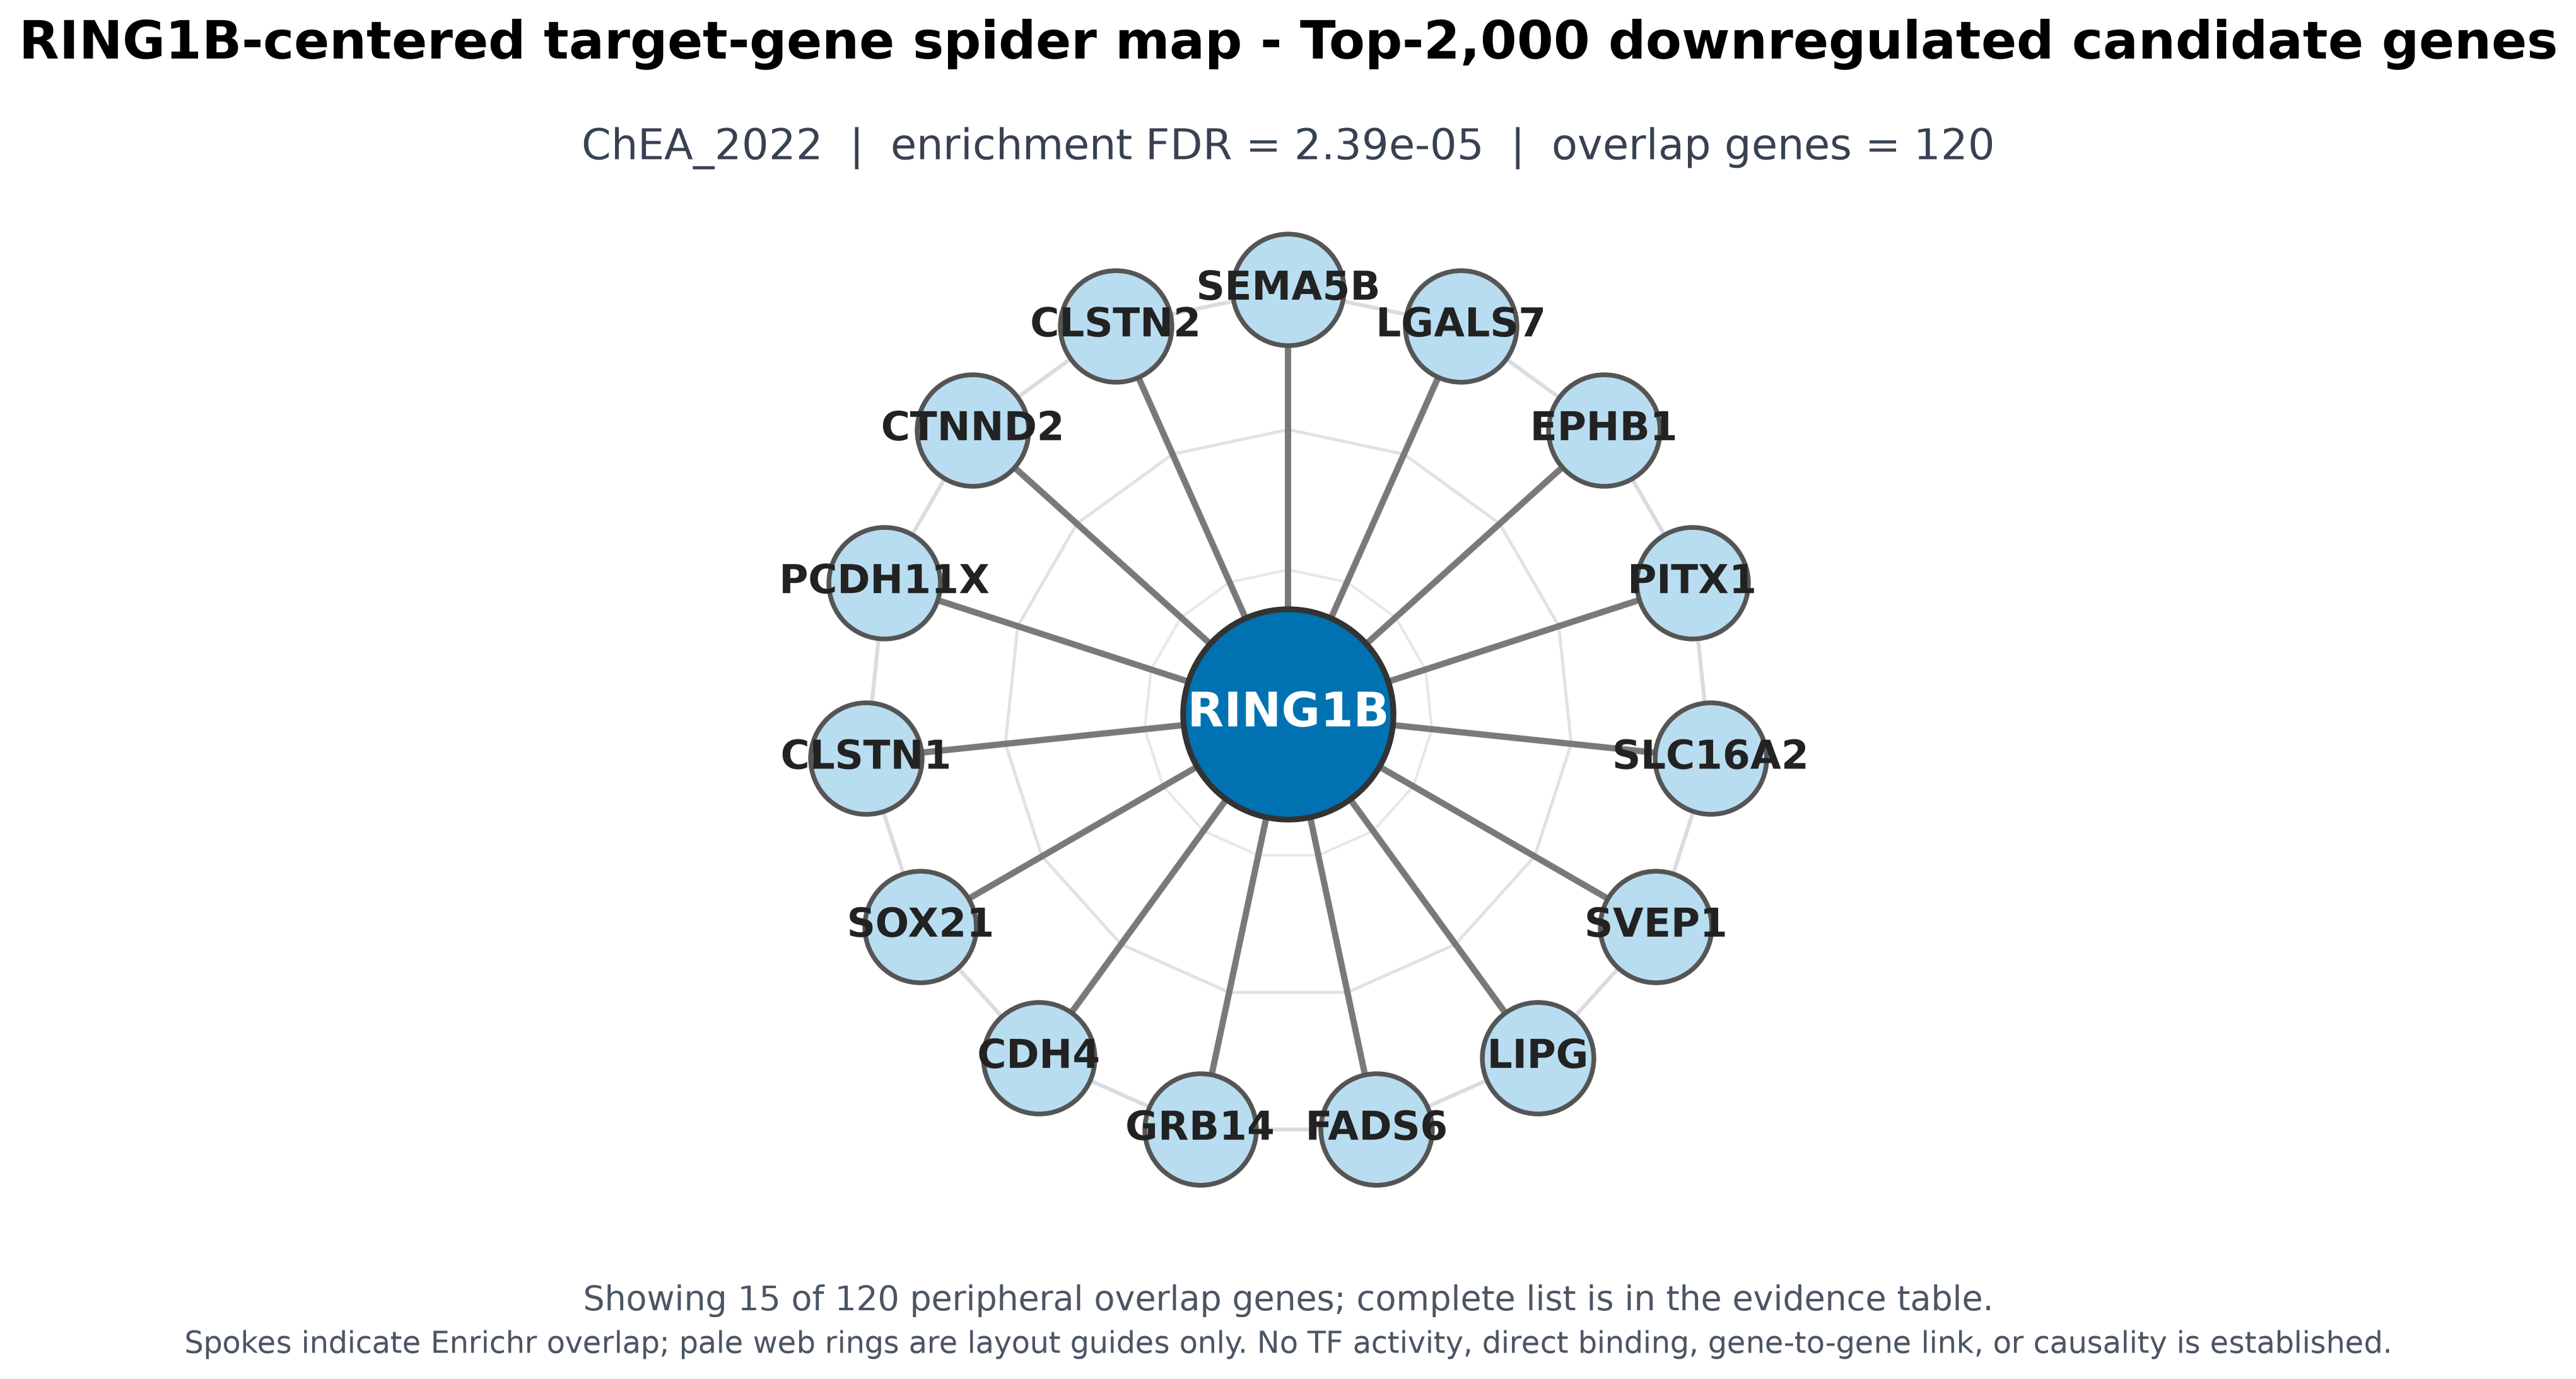 RING1B-centered target-gene spider map - Top-2,000 downregulated candidate genes
ChEA_2022 | enrichment FDR = 2.39e-05 | overlap genes = 120
SEMA5B
CLSTN2
LGALS7
CTNND2
EPHB1
PCDH11X
PITX1
RING1B
CLSTN1
SLC16A2
SOX21
SVEP1
CDH4
LIPG
GRB14
FADS6
Showing 15 of 120 peripheral overlap genes; complete list is in the evidence table.
Spokes indicate Enrichr overlap; pale web rings are layout guides only. No TF activity, direct binding, gene-to-gene link, or causality is established.